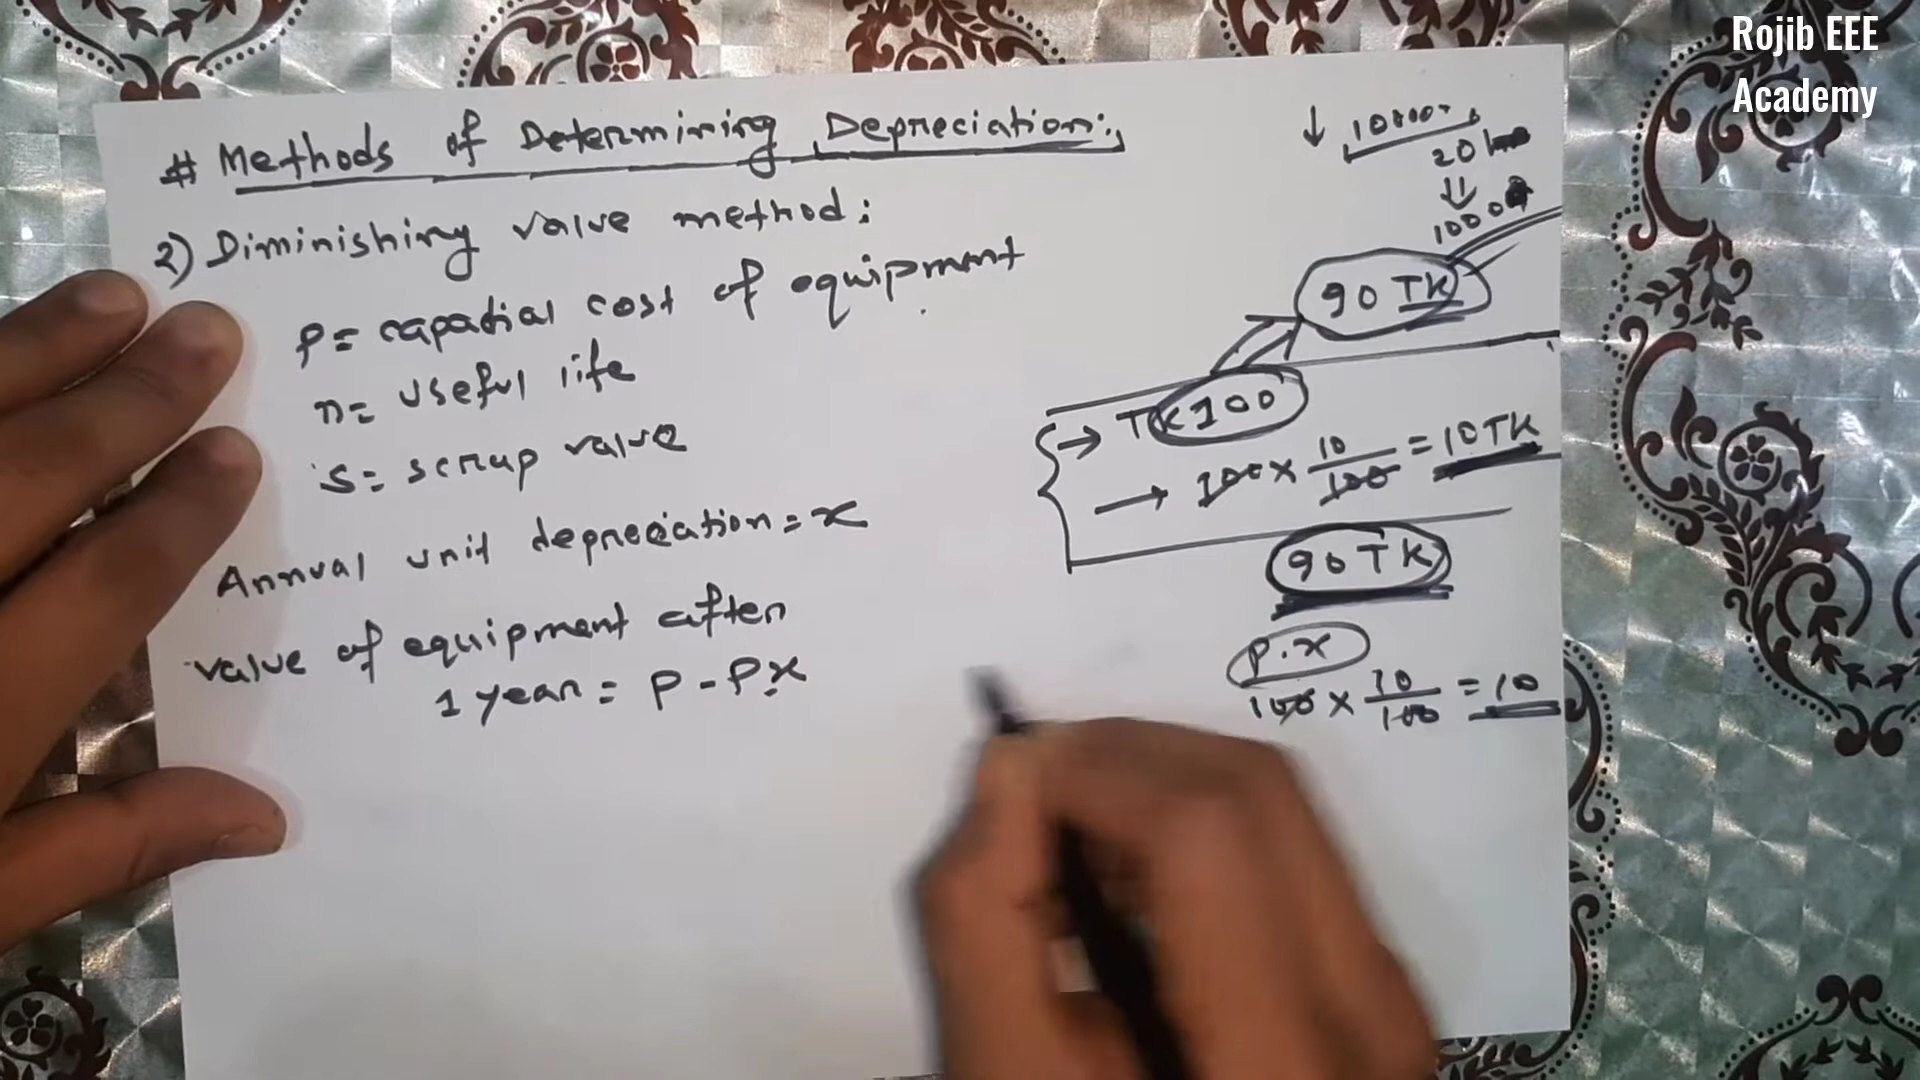 Rojib EEE
Academy
# Methods of Determining Depreciation:
2) Diminishing value method:
P= capatial cost of equipment
n= useful life
s= scrap value
Annual unit depreciation = x
value of equipment after
1 year = P - P.x
↓ 10000
20
⇓
1000
90 TK
→ TK 100
→ 100 x 10/100 = 10 TK
90 TK
P.x
100 x 10/100 = 10